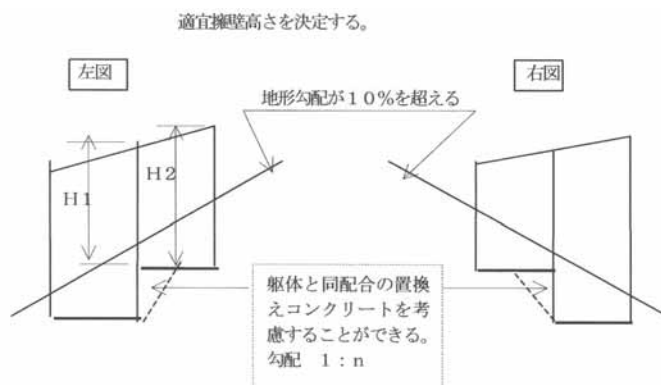 適宜擁壁高さを決定する。
左図
右図
地形勾配が１０％を超える
H１
H２
躯体と同配合の置換
えコンクリートを考
慮することができる。
勾配　１：n